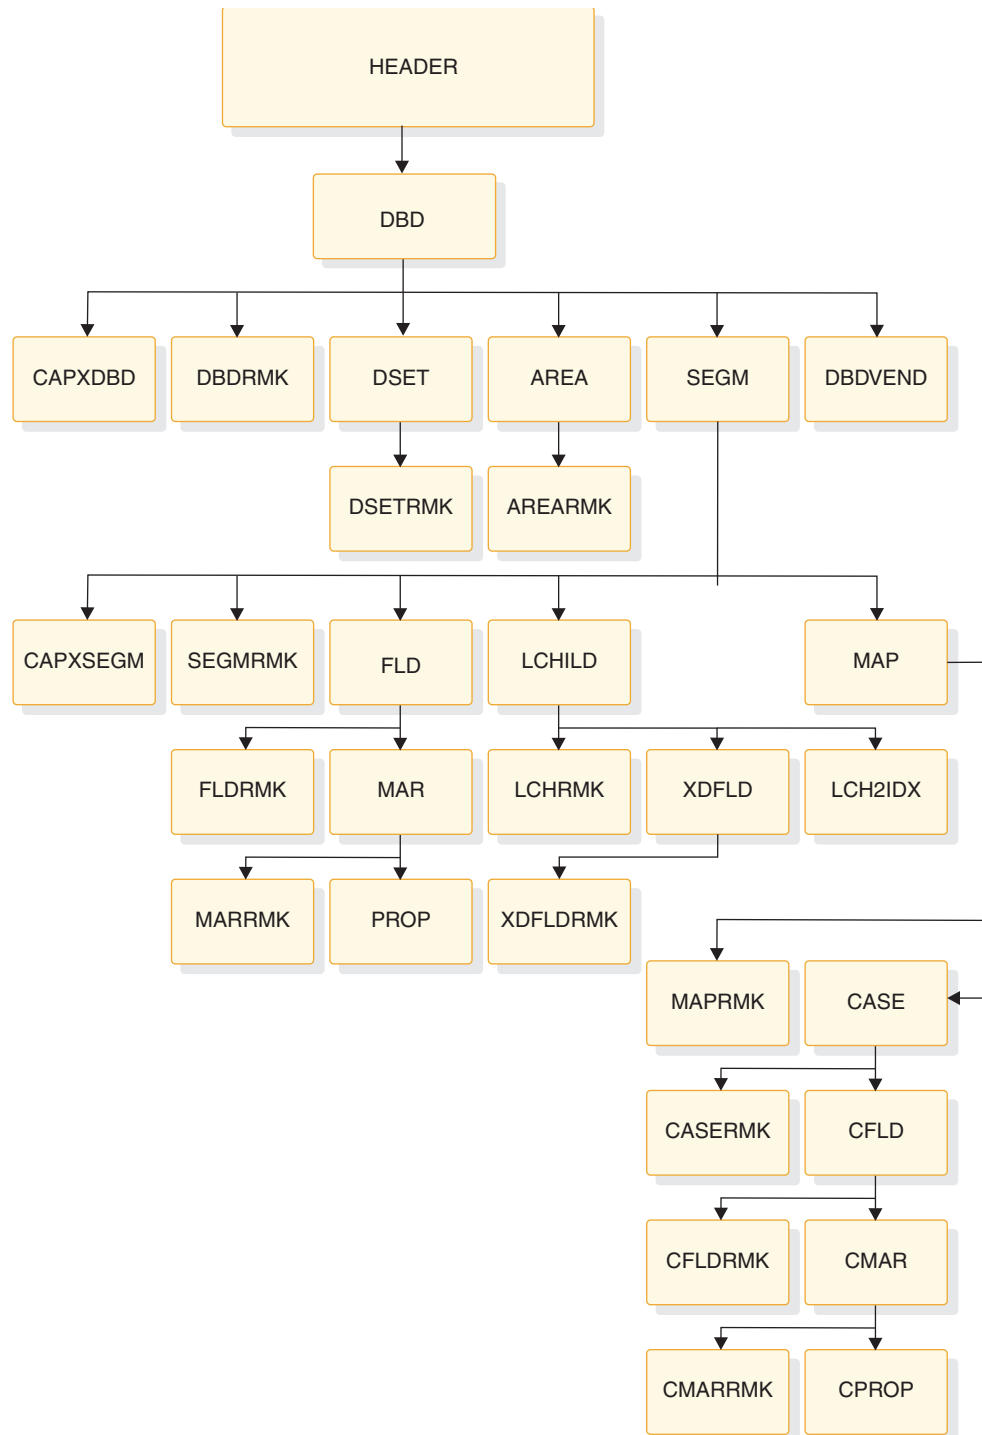 HEADER
DBD
CAPXDBD
DBDRMK
DSET
AREA
SEGM
DBDVEND
DSETRMK
AREARMK
CAPXSEGM
SEGMRMK
FLD
LCHILD
MAP
FLDRMK
MAR
LCHRMK
XDFLD
LCH2IDX
MARRMK
PROP
XDFLDRMK
MAPRMK
CASE
CASERMK
CFLD
CFLDRMK
CMAR
CMARRMK
CPROP